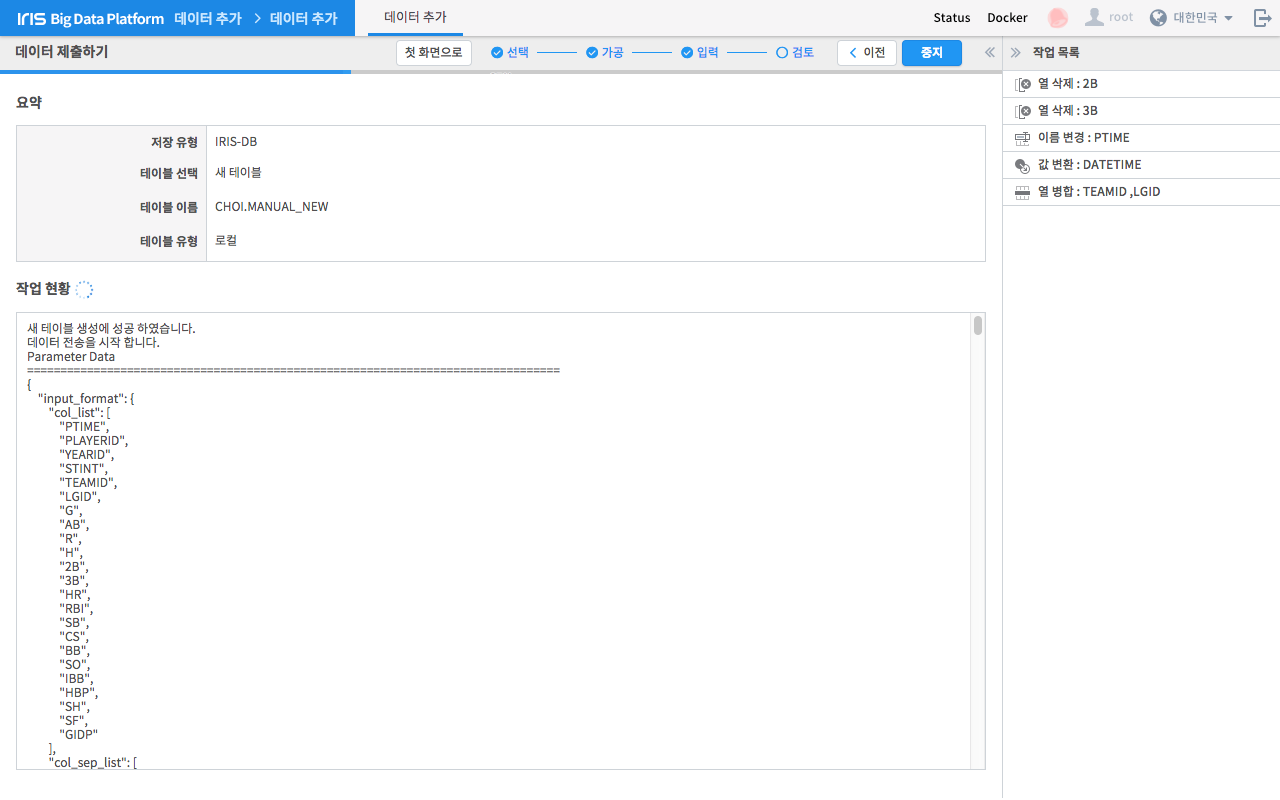 IRIS Big Data Platform 데이터 추가 > 데이터 추가
데이터 추가
Status Docker root 대한민국
데이터 제출하기
첫 화면으로
선택 가공 입력 검토
이전
중지
작업 목록
열 삭제 : 2B
열 삭제 : 3B
이름 변경 : PTIME
값 변환 : DATETIME
열 병합 : TEAMID ,LGID
요약
저장 유형 IRIS-DB
테이블 선택 새 테이블
테이블 이름 CHOI.MANUAL_NEW
테이블 유형 로컬
작업 현황
새 테이블 생성에 성공 하였습니다.
데이터 전송을 시작 합니다.
Parameter Data
================================================================================
{
"input_format": {
"col_list": [
"PTIME",
"PLAYERID",
"YEARID",
"STINT",
"TEAMID",
"LGID",
"G",
"AB",
"R",
"H",
"2B",
"3B",
"HR",
"RBI",
"SB",
"CS",
"BB",
"SO",
"IBB",
"HBP",
"SH",
"SF",
"GIDP"
],
"col_sep_list": [